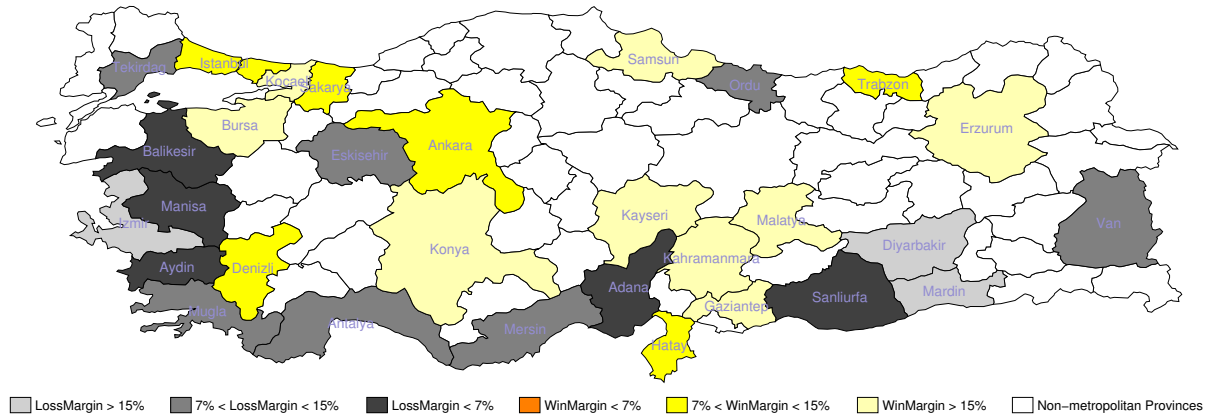 Samsun
Istanbul
Tekirdag
Kocaeli
Sakarya
Ordu
Trabzon
Bursa
Erzurum
Ankara
Balikesir
Eskisehir
Manisa
Kayseri
Malatya
Izmir
Van
Diyarbakir
Konya
Kahramanmara
Aydin
Denizli
Adana
Mardin
Sanliurfa
Gaziantep
Mugla
Antalya
Mersin
Hatay
LossMargin > 15% 7% < LossMargin < 15% LossMargin < 7% WinMargin < 7% 7% < WinMargin < 15% WinMargin > 15% Non−metropolitan Provinces